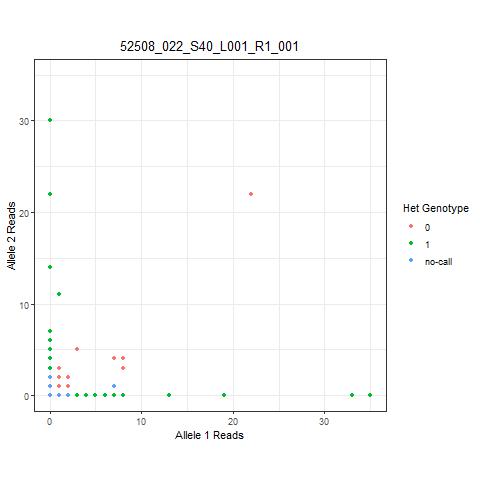 52508_022_S40_L001_R1_001
Allele 2 Reads
30
20
10
0
0 10 20 30
Allele 1 Reads
Het Genotype
0
1
no-call